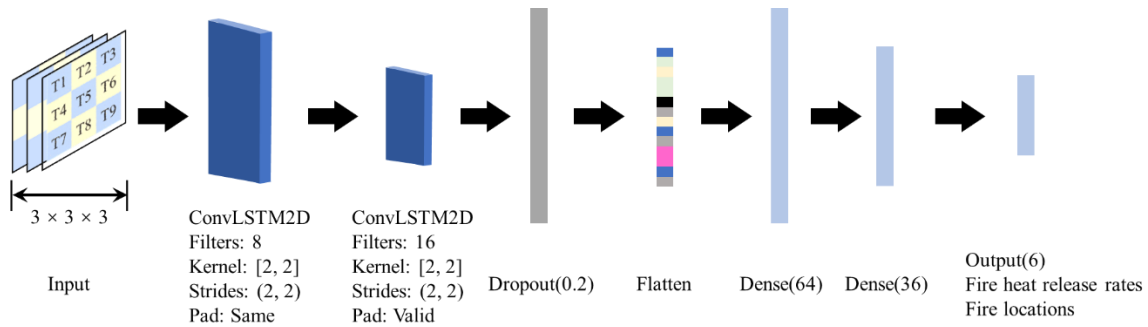 T1 T2 T3
T4 T5 T6
T7 T8 T9
3 × 3 × 3
Input
ConvLSTM2D
Filters: 8
Kernel: [2, 2]
Strides: (2, 2)
Pad: Same
ConvLSTM2D
Filters: 16
Kernel: [2, 2]
Strides: (2, 2)
Pad: Valid
Dropout(0.2)
Flatten
Dense(64)
Dense(36)
Output(6)
Fire heat release rates
Fire locations